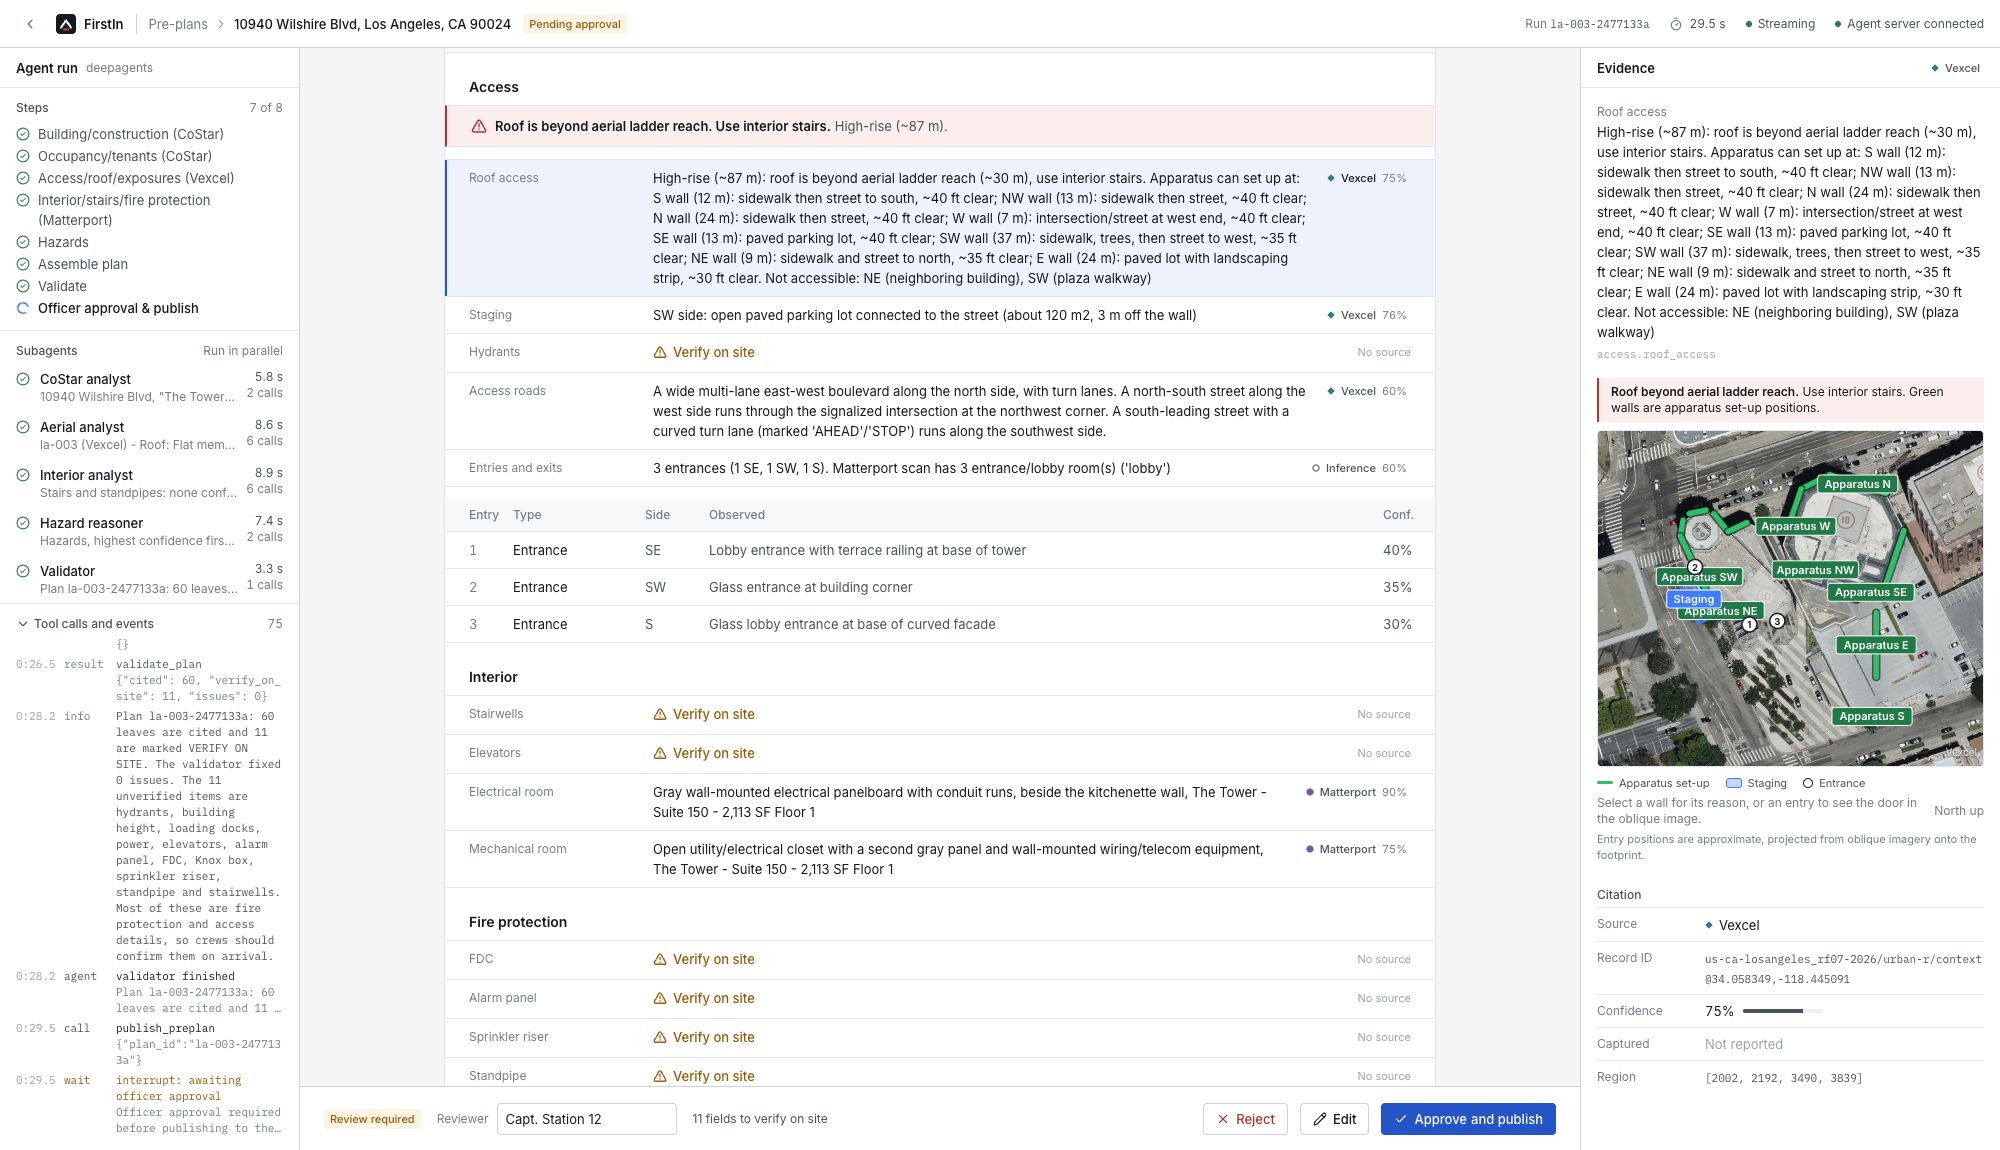 FirstIn
Pre-plans
10940 Wilshire Blvd, Los Angeles, CA 90024
Pending approval
Run la-003-2477133a
29.5 s
Streaming
Agent server connected
Agent run deepagents
Steps 7 of 8
Building/construction (CoStar)
Occupancy/tenants (CoStar)
Access/roof/exposures (Vexcel)
Interior/stairs/fire protection
(Matterport)
Hazards
Assemble plan
Validate
Officer approval & publish
Subagents Run in parallel
CoStar analyst 5.8 s
10940 Wilshire Blvd, "The Tower... 2 calls
Aerial analyst 8.6 s
la-003 (Vexcel) - Roof: Flat mem... 6 calls
Interior analyst 8.9 s
Stairs and standpipes: none conf... 6 calls
Hazard reasoner 7.4 s
Hazards, highest confidence firs... 2 calls
Validator 3.3 s
Plan la-003-2477133a: 60 leaves... 1 calls
Tool calls and events 75
{}
0:26.5 result validate_plan
{"cited": 60, "verify_on_
site": 11, "issues": 0}
0:28.2 info Plan la-003-2477133a: 60
leaves are cited and 11
are marked VERIFY ON
SITE. The validator fixed
0 issues. The 11
unverified items are
hydrants, building
height, loading docks,
power, elevators, alarm
panel, FDC, Knox box,
sprinkler riser,
standpipe and stairwells.
Most of these are fire
protection and access
details, so crews should
confirm them on arrival.
0:28.2 agent validator finished
Plan la-003-2477133a: 60
leaves are cited and 11 …
0:29.5 call publish_preplan
{"plan_id":"la-003-247713
3a"}
0:29.5 wait interrupt: awaiting
officer approval
Officer approval required
before publishing to the…
Access
Roof is beyond aerial ladder reach. Use interior stairs. High-rise (~87 m).
Roof access
High-rise (~87 m): roof is beyond aerial ladder reach (~30 m), use interior stairs. Apparatus can set up at:
S wall (12 m): sidewalk then street to south, ~40 ft clear; NW wall (13 m): sidewalk then street, ~40 ft clear;
N wall (24 m): sidewalk then street, ~40 ft clear; W wall (7 m): intersection/street at west end, ~40 ft clear;
SE wall (13 m): paved parking lot, ~40 ft clear; SW wall (37 m): sidewalk, trees, then street to west, ~35 ft
clear; NE wall (9 m): sidewalk and street to north, ~35 ft clear; E wall (24 m): paved lot with landscaping
strip, ~30 ft clear. Not accessible: NE (neighboring building), SW (plaza walkway)
Vexcel 75%
Staging SW side: open paved parking lot connected to the street (about 120 m2, 3 m off the wall) Vexcel 76%
Hydrants Verify on site No source
Access roads
A wide multi-lane east-west boulevard along the north side, with turn lanes. A north-south street along the
west side runs through the signalized intersection at the northwest corner. A south-leading street with a
curved turn lane (marked 'AHEAD'/'STOP') runs along the southwest side.
Vexcel 60%
Entries and exits 3 entrances (1 SE, 1 SW, 1 S). Matterport scan has 3 entrance/lobby room(s) ('lobby') Inference 60%
Entry Type Side Observed Conf.
1 Entrance SE Lobby entrance with terrace railing at base of tower 40%
2 Entrance SW Glass entrance at building corner 35%
3 Entrance S Glass lobby entrance at base of curved facade 30%
Interior
Stairwells Verify on site No source
Elevators Verify on site No source
Electrical room
Gray wall-mounted electrical panelboard with conduit runs, beside the kitchenette wall, The Tower -
Suite 150 - 2,113 SF Floor 1
Matterport 90%
Mechanical room
Open utility/electrical closet with a second gray panel and wall-mounted wiring/telecom equipment,
The Tower - Suite 150 - 2,113 SF Floor 1
Matterport 75%
Fire protection
FDC Verify on site No source
Alarm panel Verify on site No source
Sprinkler riser Verify on site No source
Standpipe Verify on site No source
Review required
Reviewer
Capt. Station 12
11 fields to verify on site
Reject
Edit
Approve and publish
Evidence
Vexcel
Roof access
High-rise (~87 m): roof is beyond aerial ladder reach (~30 m),
use interior stairs. Apparatus can set up at: S wall (12 m):
sidewalk then street to south, ~40 ft clear; NW wall (13 m):
sidewalk then street, ~40 ft clear; N wall (24 m): sidewalk then
street, ~40 ft clear; W wall (7 m): intersection/street at west
end, ~40 ft clear; SE wall (13 m): paved parking lot, ~40 ft
clear; SW wall (37 m): sidewalk, trees, then street to west, ~35
ft clear; NE wall (9 m): sidewalk and street to north, ~35 ft
clear; E wall (24 m): paved lot with landscaping strip, ~30 ft
clear. Not accessible: NE (neighboring building), SW (plaza
walkway)
access.roof_access
Roof beyond aerial ladder reach. Use interior stairs. Green
walls are apparatus set-up positions.
Apparatus N
Apparatus W
2
Apparatus NW
Apparatus SW
Apparatus SE
Staging
Apparatus NE
1
3
Apparatus E
Apparatus S
Vexcel
Apparatus set-up
Staging
Entrance
Select a wall for its reason, or an entry to see the door in
the oblique image.
North up
Entry positions are approximate, projected from oblique imagery onto the
footprint.
Citation
Source Vexcel
Record ID us-ca-losangeles_rf07-2026/urban-r/context
@34.058349,-118.445091
Confidence 75%
Captured Not reported
Region [2002, 2192, 3490, 3839]